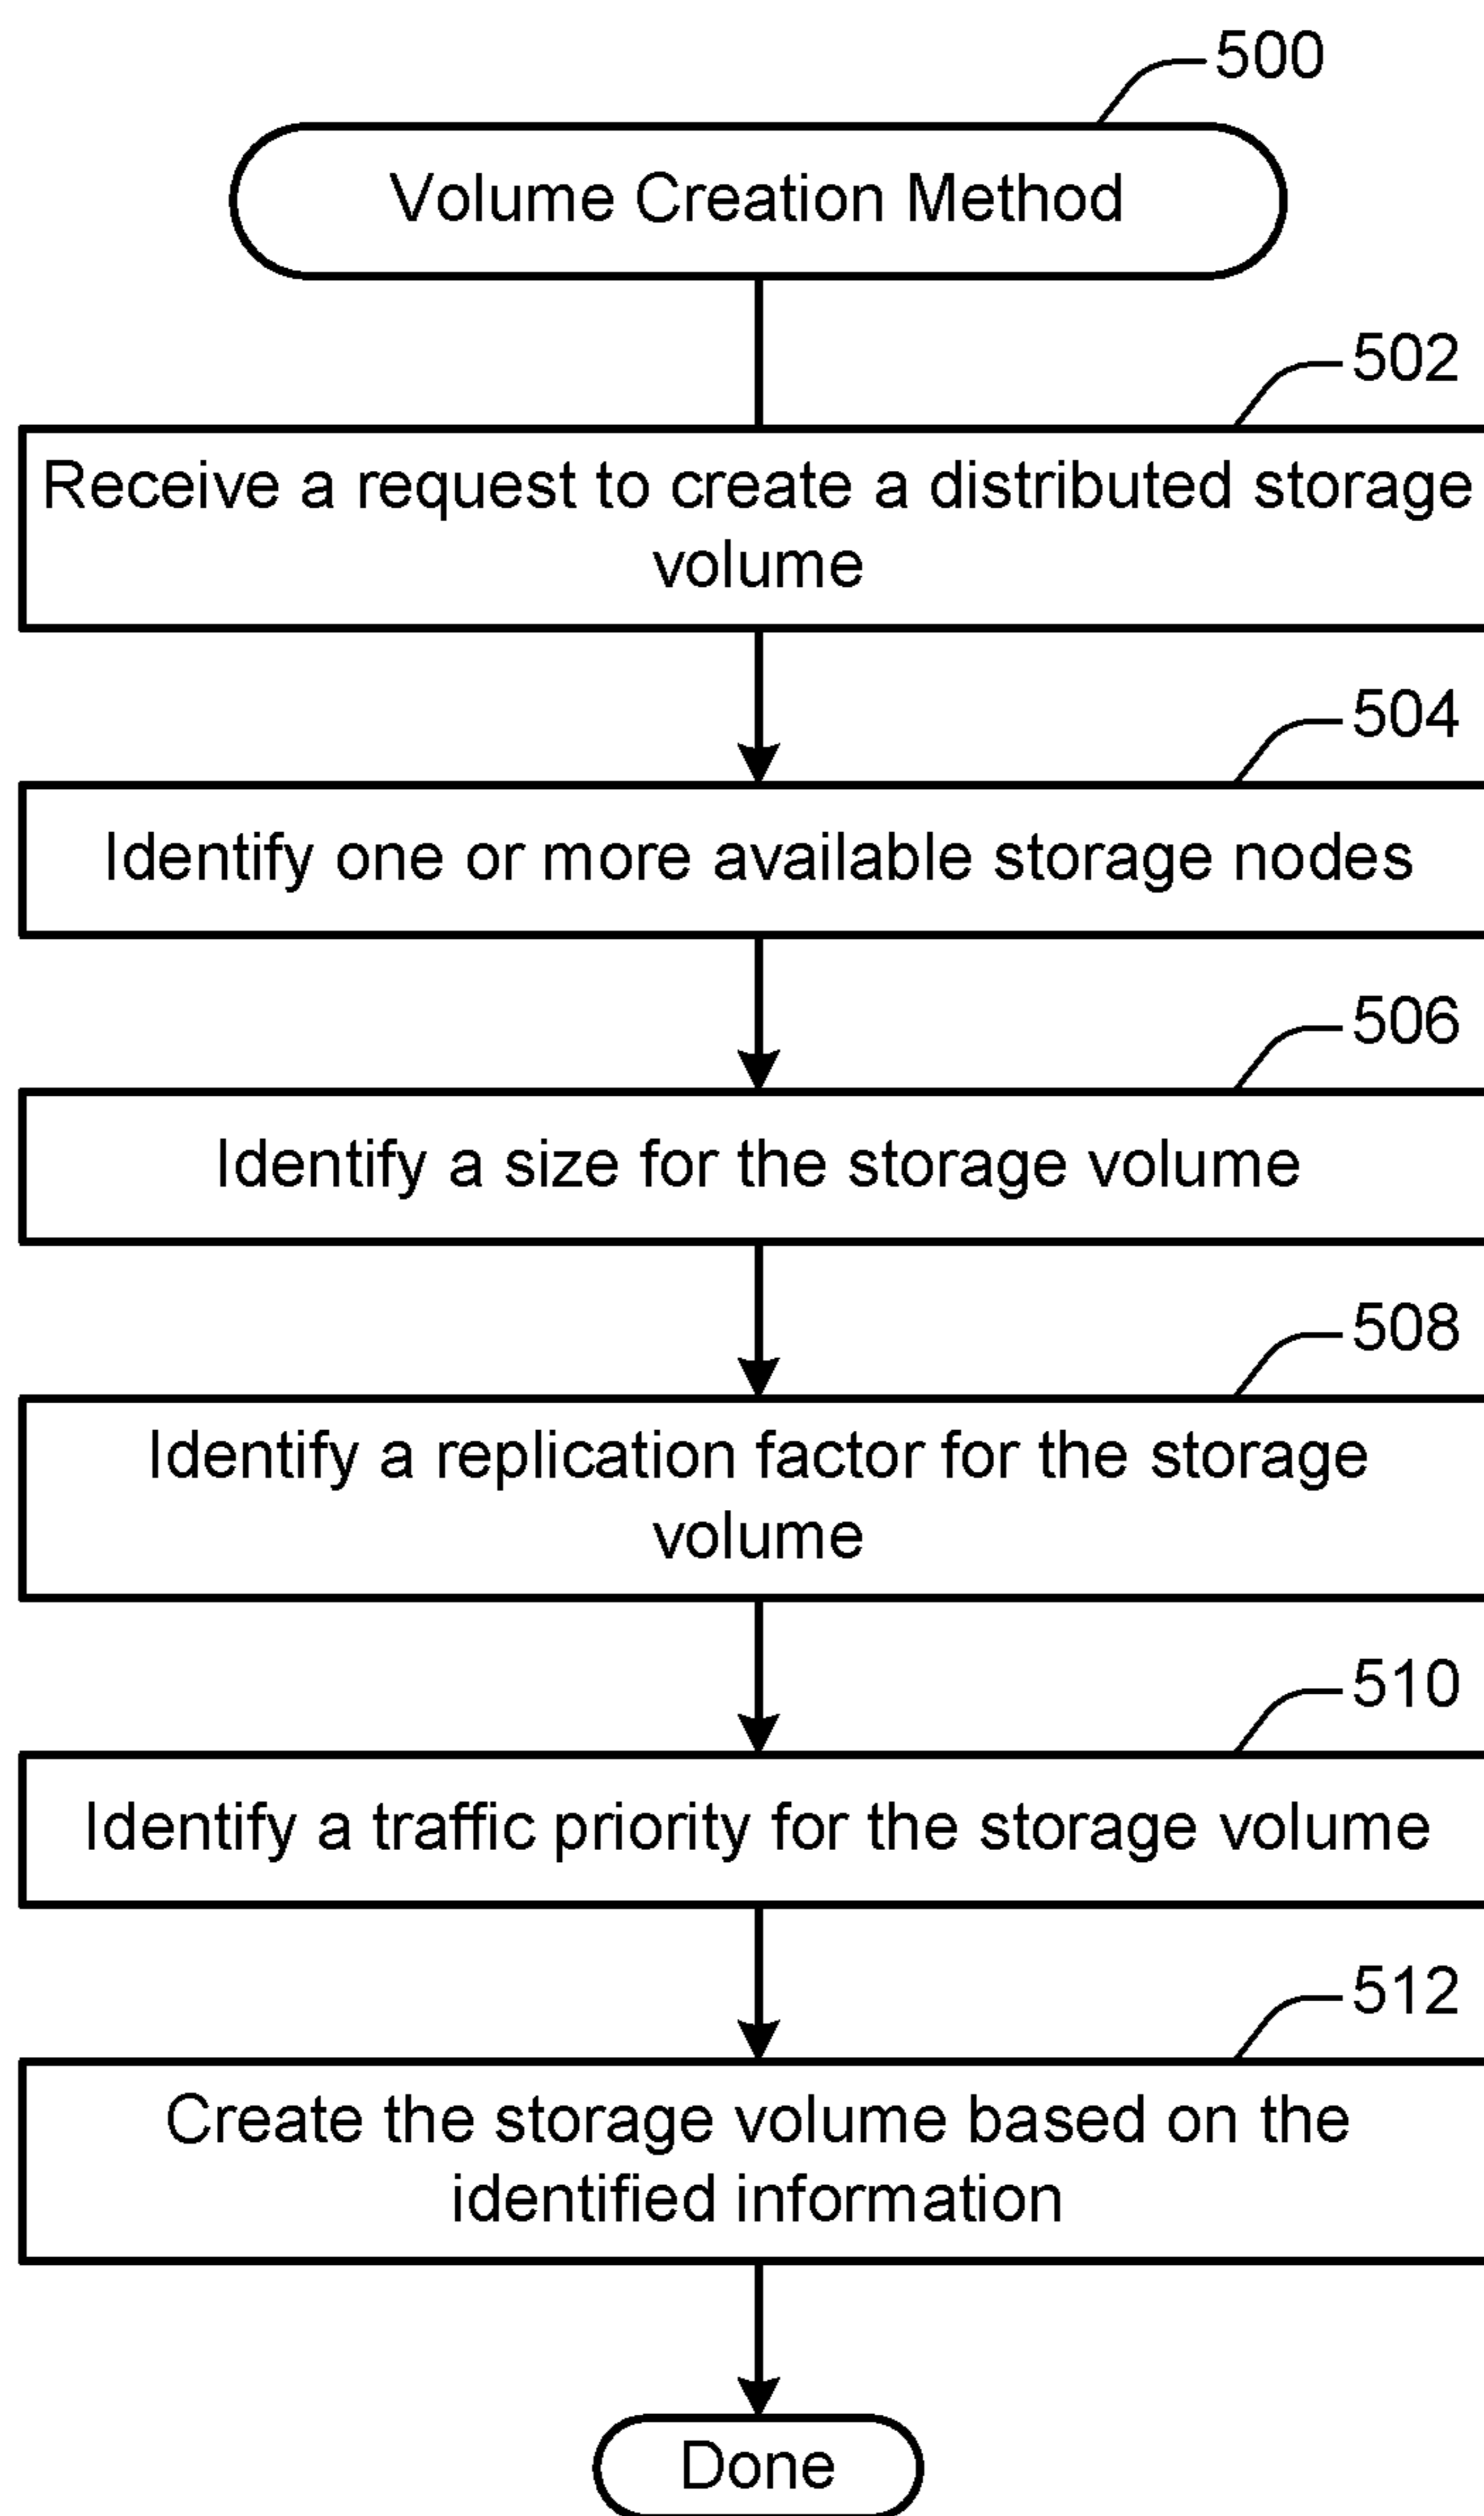 500
Volume Creation Method
502
Receive a request to create a distributed storage
volume
504
Identify one or more available storage nodes
506
Identify a size for the storage volume
508
Identify a replication factor for the storage
volume
510
Identify a traffic priority for the storage volume
512
Create the storage volume based on the
identified information
Done